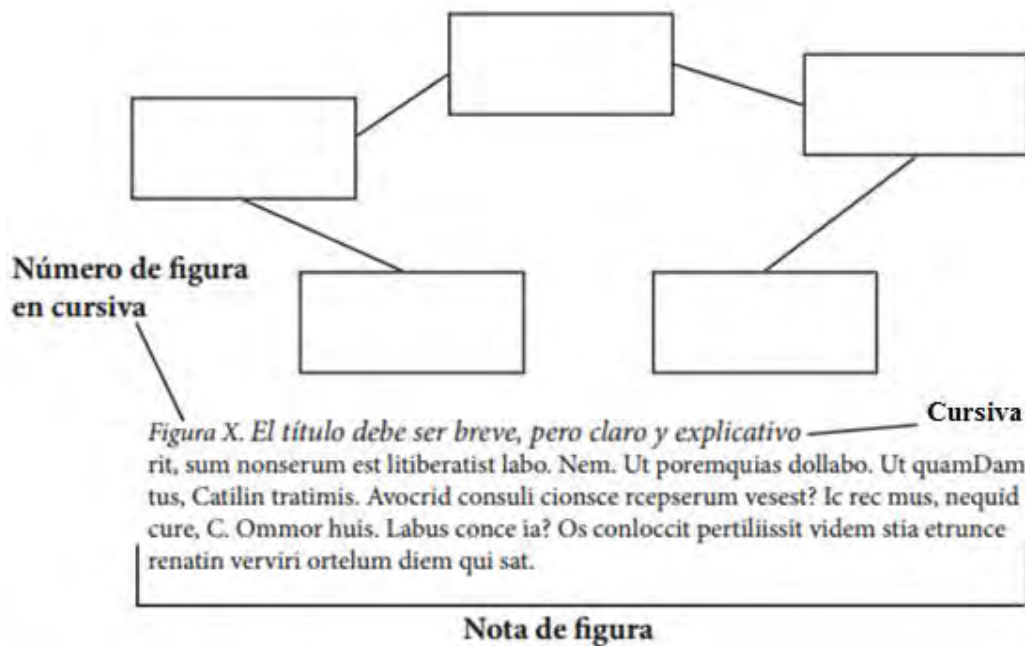 Número de figura
en cursiva
Cursiva
Figura X. El título debe ser breve, pero claro y explicativo
rit, sum nonserum est litiberatist labo. Nem. Ut poremquias dollabo. Ut quamDam
tus, Catilin tratimis. Avocrid consuli cionsce rcepserum vesest? Ic rec mus, nequid
cure, C. Ommor huis. Labus conce ia? Os conloccit pertiliissit videm stia etrunce
renatin verviri ortelum diem qui sat.
Nota de figura